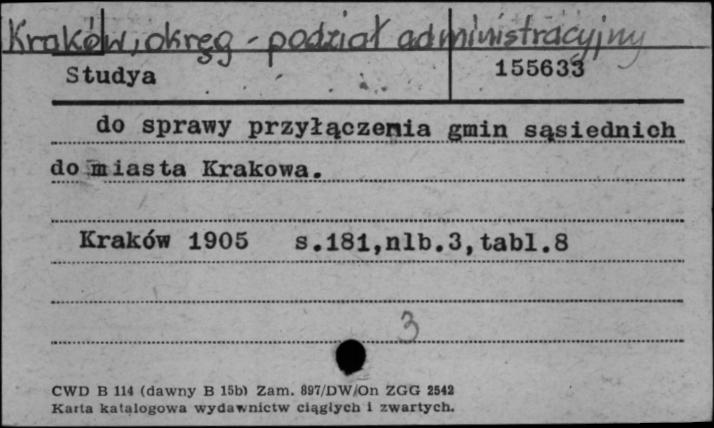 Kraków, okręg - podział administracyjny
Studya 155633
do sprawy przyłączenia gmin sąsiednich
do miasta Krakowa.
Kraków 1905 s.181,nlb.3,tabl.8
3
CWD B 114 (dawny B 15b) Zam. 897/DW/On ZGG 2542
Karta katalogowa wydawnictw ciągłych i zwartych.